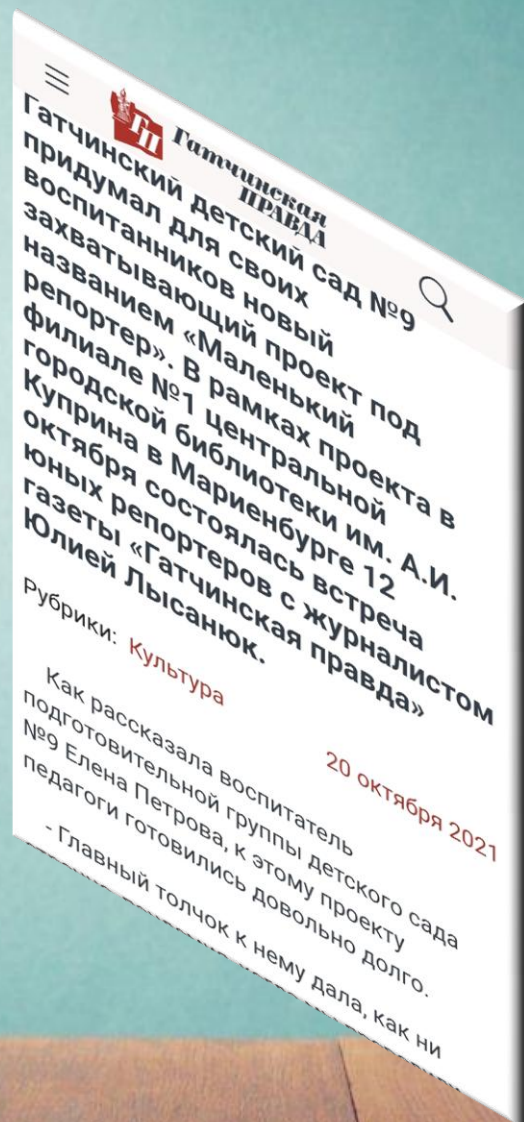 Гатчинская
ПРАВДА
Гатчинский детский сад №9
придумал для своих
воспитанников новый
захватывающий проект под
названием «Маленький
репортер». В рамках проекта в
филиале №1 центральной
городской библиотеки им. А.И.
Куприна в Мариенбурге 12
октября состоялась встреча
юных репортеров с журналистом
газеты «Гатчинская правда»
Юлией Лысанюк.
Рубрики: Культура
20 октября 2021
Как рассказала воспитатель
подготовительной группы детского сада
№9 Елена Петрова, к этому проекту
педагоги готовились довольно долго.
- Главный толчок к нему дала, как ни